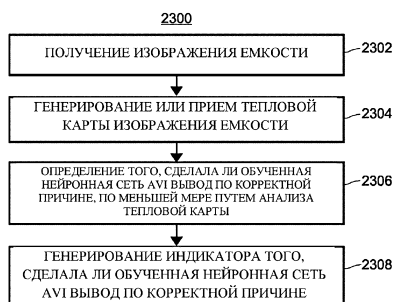 2300
ПОЛУЧЕНИЕ ИЗОБРАЖЕНИЯ ЕМКОСТИ
2302
ГЕНЕРИРОВАНИЕ ИЛИ ПРИЕМ ТЕПЛОВОЙ
КАРТЫ ИЗОБРАЖЕНИЯ ЕМКОСТИ
2304
ОПРЕДЕЛЕНИЕ ТОГО, СДЕЛАЛА ЛИ ОБУЧЕННАЯ
НЕЙРОННАЯ СЕТЬ AVI ВЫВОД ПО КОРРЕКТНОЙ
ПРИЧИНЕ, ПО МЕНЬШЕЙ МЕРЕ ПУТЕМ АНАЛИЗА
ТЕПЛОВОЙ КАРТЫ
2306
ГЕНЕРИРОВАНИЕ ИНДИКАТОРА ТОГО,
СДЕЛАЛА ЛИ ОБУЧЕННАЯ НЕЙРОННАЯ СЕТЬ
AVI ВЫВОД ПО КОРРЕКТНОЙ ПРИЧИНЕ
2308